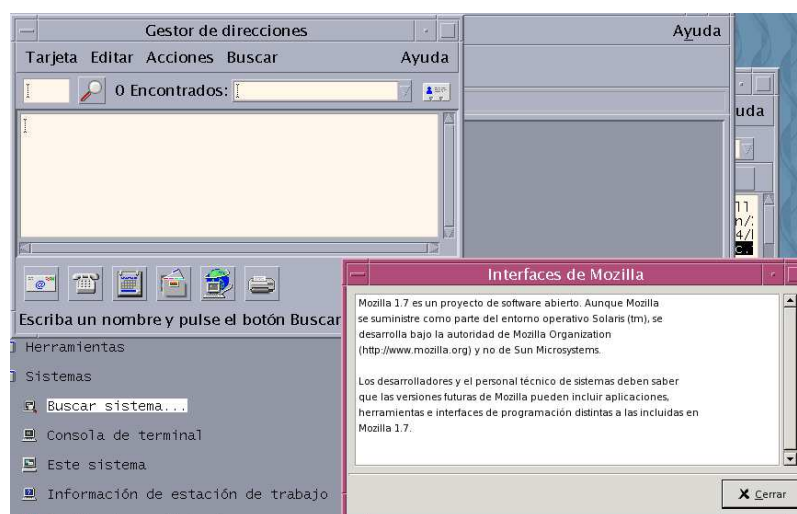 Gestor de direcciones
Tarjeta Editar Acciones Buscar Ayuda
0 Encontrados:
Escriba un nombre y pulse el botón Buscar
Ayuda
uda
Herramientas
Sistemas
Buscar sistema...
Consola de terminal
Este sistema
Información de estación de trabajo
Interfaces de Mozilla
Mozilla 1.7 es un proyecto de software abierto. Aunque Mozilla
se suministre como parte del entorno operativo Solaris (tm), se
desarrolla bajo la autoridad de Mozilla Organization
(http://www.mozilla.org) y no de Sun Microsystems.
Los desarrolladores y el personal técnico de sistemas deben saber
que las versiones futuras de Mozilla pueden incluir aplicaciones,
herramientas e interfaces de programación distintas a las incluidas en
Mozilla 1.7.
Cerrar